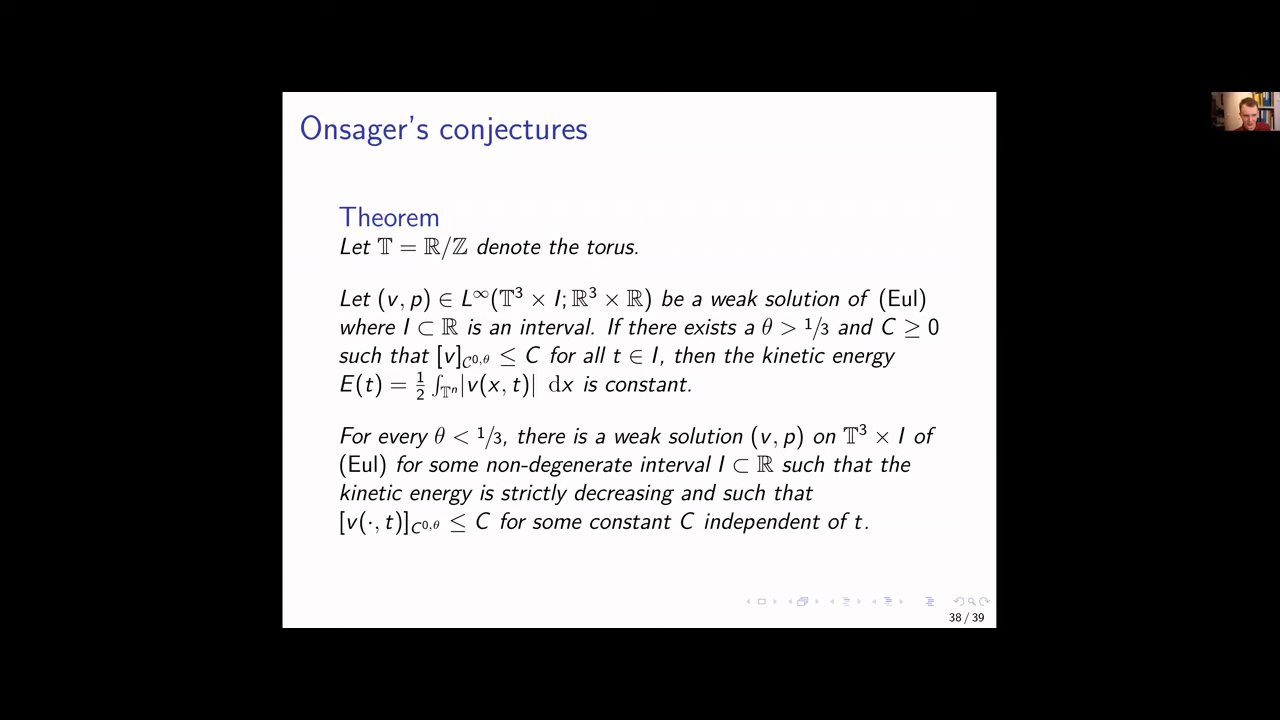 Onsager's conjectures
Theorem
Let 𝕋 = ℝ/ℤ denote the torus.
Let (v, p) ∈ L^∞(𝕋³ × I; ℝ³ × ℝ) be a weak solution of (Eul)
where I ⊂ ℝ is an interval. If there exists a θ > 1/3 and C ≥ 0
such that [v]_{C^{0,θ}} ≤ C for all t ∈ I, then the kinetic energy
E(t) = ½ ∫_{𝕋ⁿ} |v(x, t)| dx is constant.
For every θ < 1/3, there is a weak solution (v, p) on 𝕋³ × I of
(Eul) for some non-degenerate interval I ⊂ ℝ such that the
kinetic energy is strictly decreasing and such that
[v(·, t)]_{C^{0,θ}} ≤ C for some constant C independent of t.
38 / 39